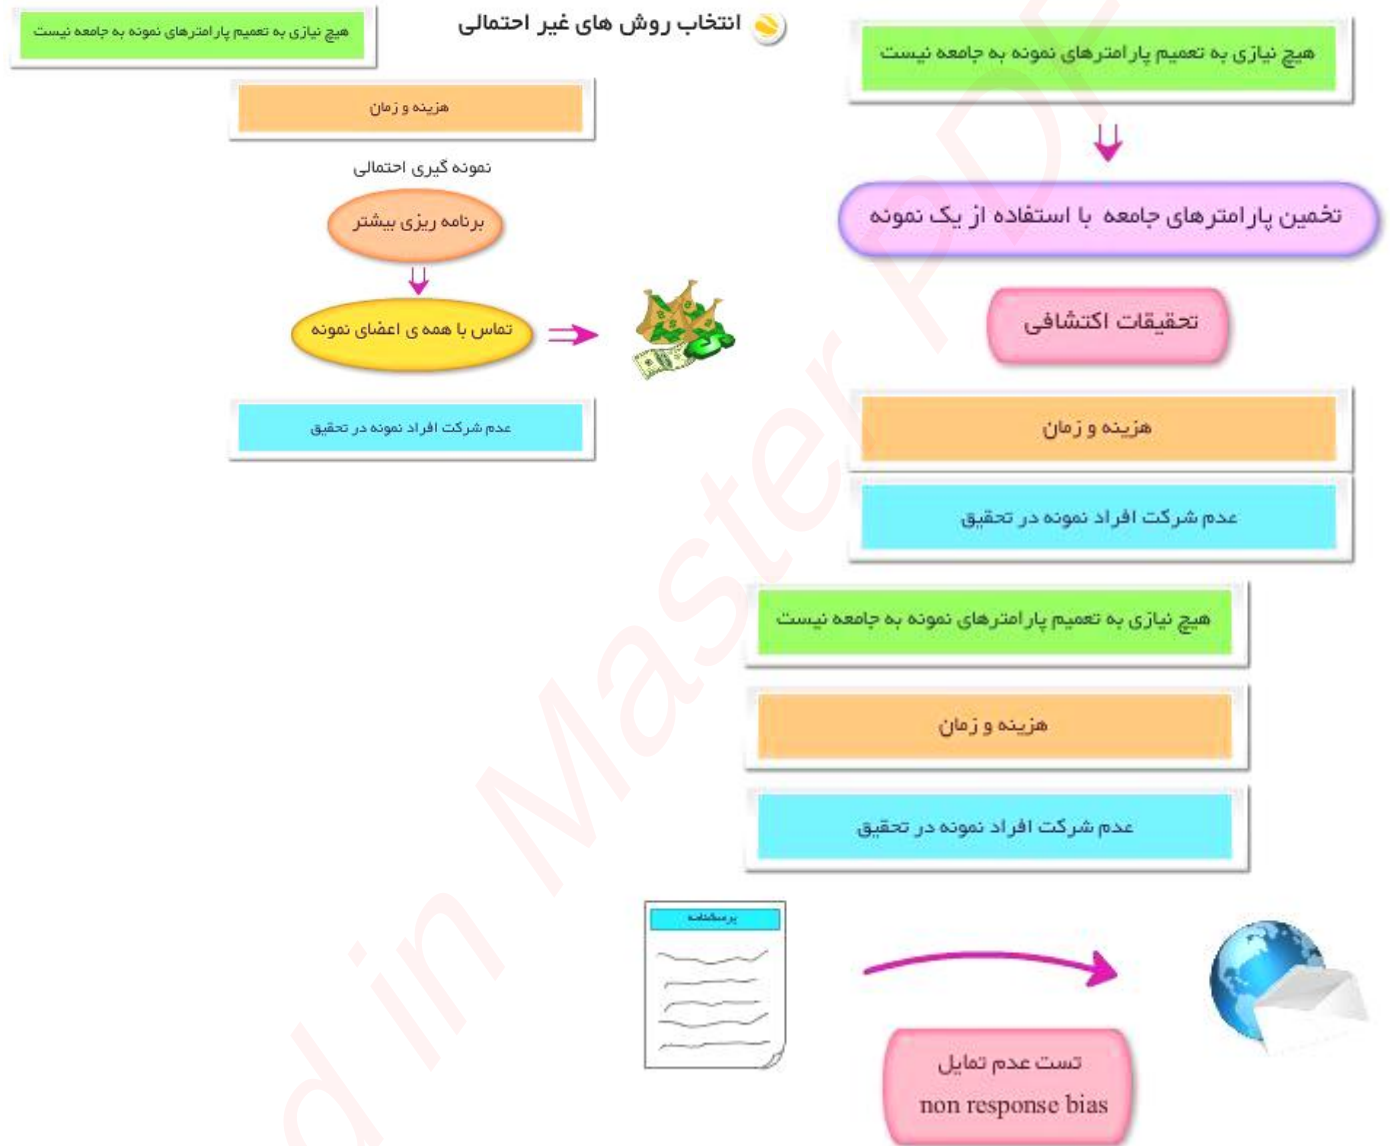 انتخاب روش های غیر احتمالی
هیچ نیازی به تعمیم پارامترهای نمونه به جامعه نیست
تخمین پارامترهای جامعه با استفاده از یک نمونه
تحقیقات اکتشافی
هزینه و زمان
عدم شرکت افراد نمونه در تحقیق
هیچ نیازی به تعمیم پارامترهای نمونه به جامعه نیست
هزینه و زمان
نمونه گیری احتمالی
برنامه ریزی بیشتر
تماس با همه ی اعضای نمونه
عدم شرکت افراد نمونه در تحقیق
هیچ نیازی به تعمیم پارامترهای نمونه به جامعه نیست
هزینه و زمان
عدم شرکت افراد نمونه در تحقیق
پرسشنامه
تست عدم تمایل
non response bias
d in Master PDF